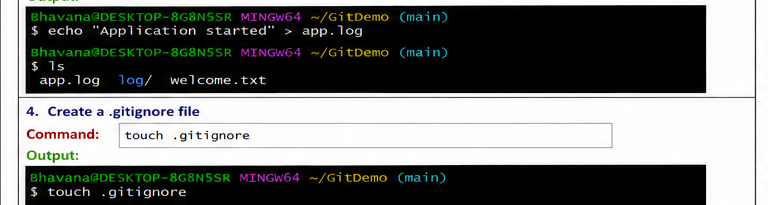 Output:
Bhavana@DESKTOP-8G8N5SR MINGW64 ~/GitDemo (main)
$ echo "Application started" > app.log
Bhavana@DESKTOP-8G8N5SR MINGW64 ~/GitDemo (main)
$ ls
app.log log/ welcome.txt
4. Create a .gitignore file
Command: touch .gitignore
Output:
Bhavana@DESKTOP-8G8N5SR MINGW64 ~/GitDemo (main)
$ touch .gitignore